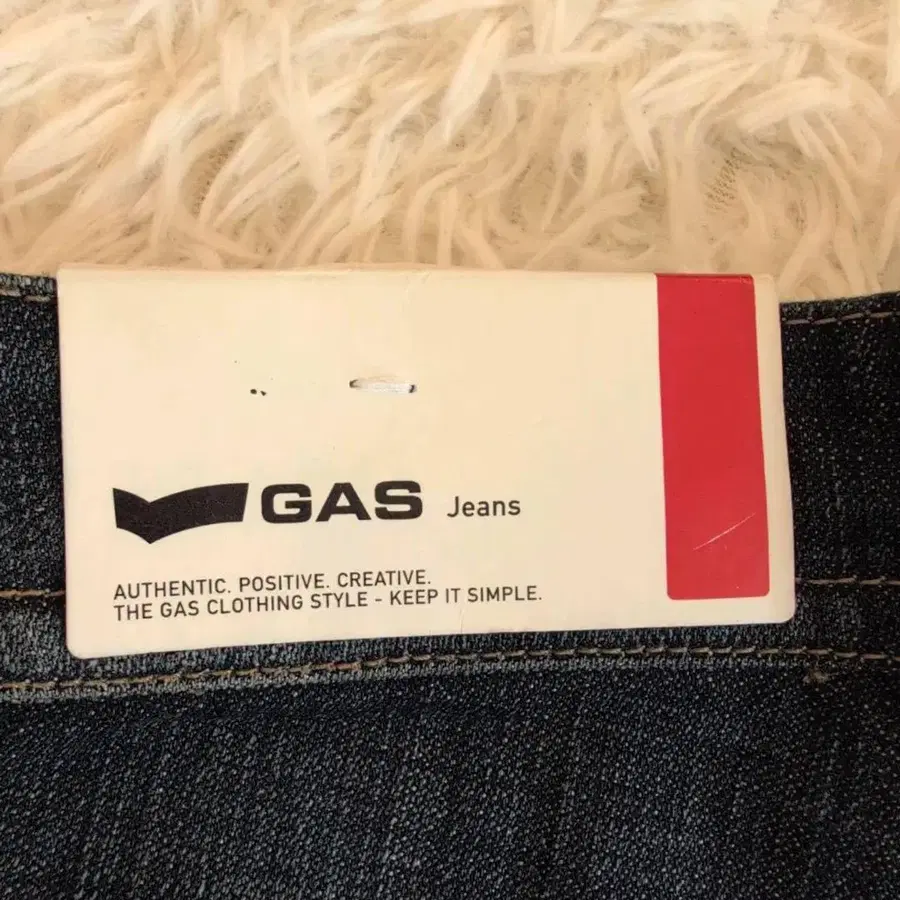 GAS Jeans
AUTHENTIC. POSITIVE. CREATIVE.
THE GAS CLOTHING STYLE - KEEP IT SIMPLE.